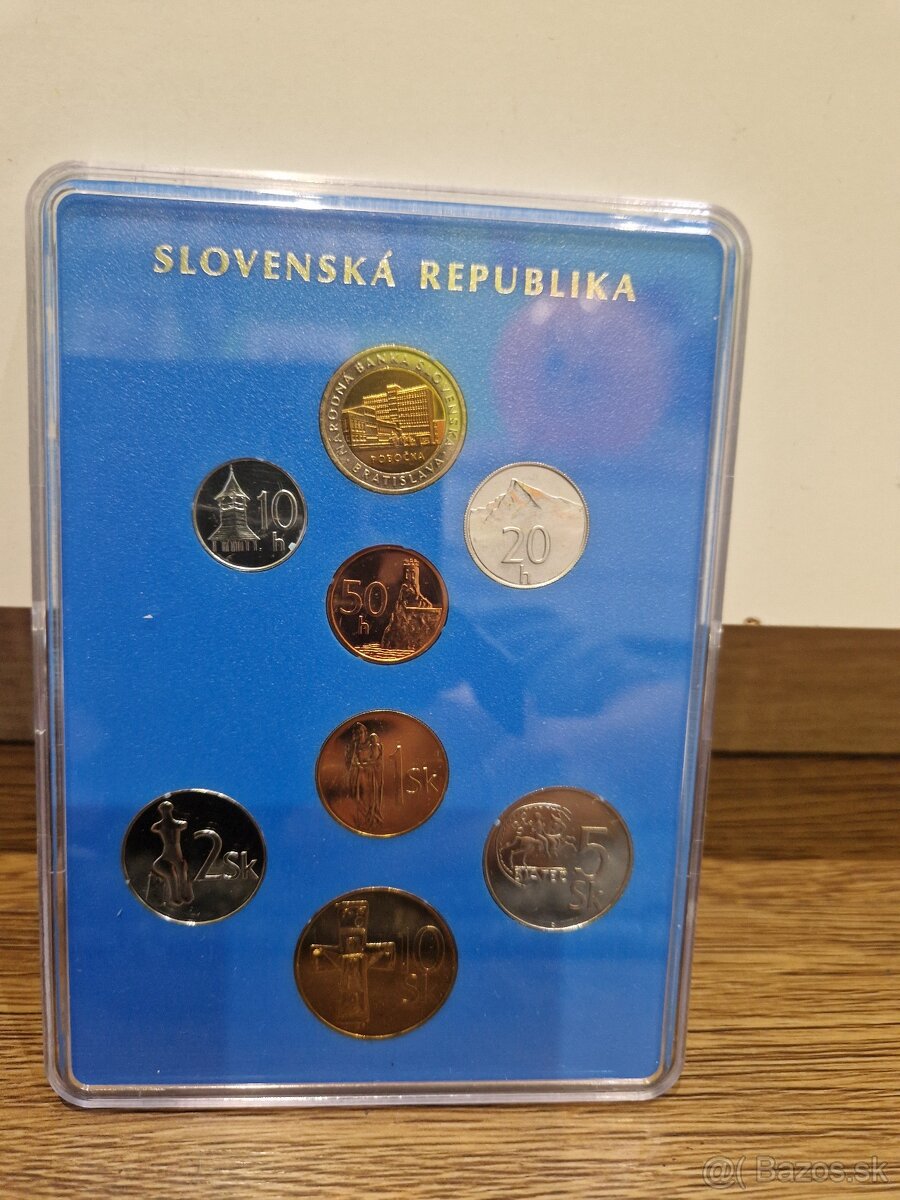 SLOVENSKÁ REPUBLIKA
NÁRODNÁ BANKA SLOVENSKA
POBOČKA
BRATISLAVA
10
h
20
h
50
h
1 Sk
2 Sk
5
Sk
BIATEC
10
@( Bazos.sk